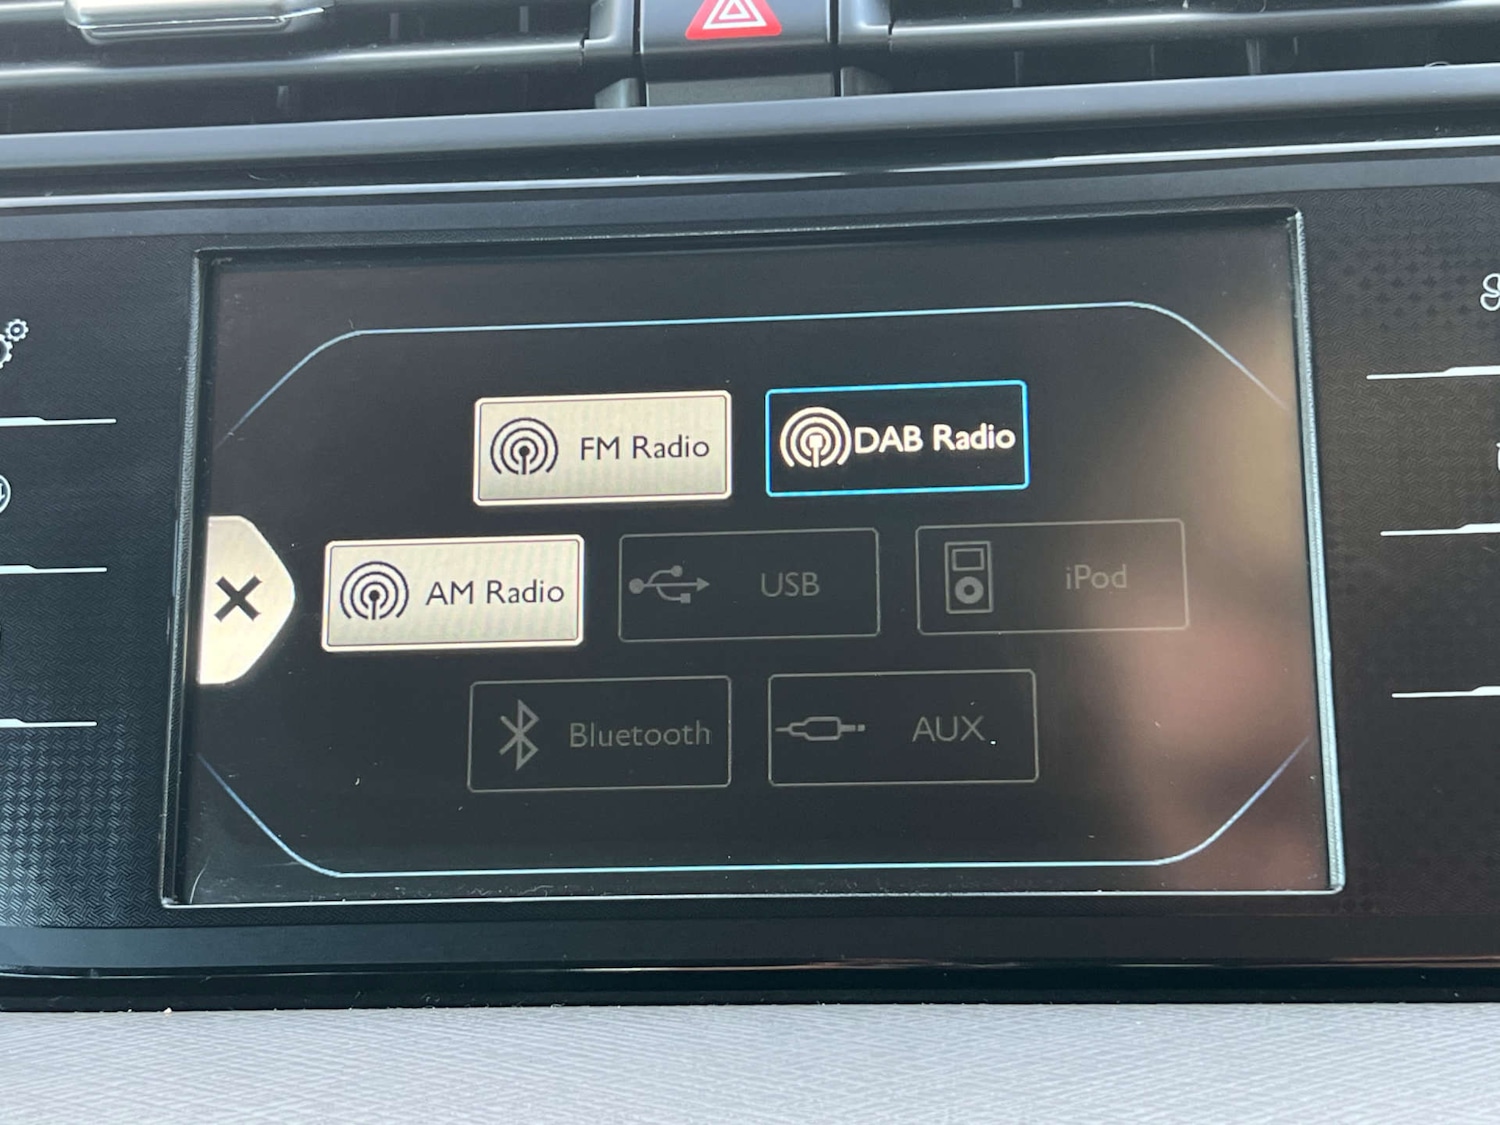 FM Radio
DAB Radio
AM Radio
USB
iPod
Bluetooth
AUX